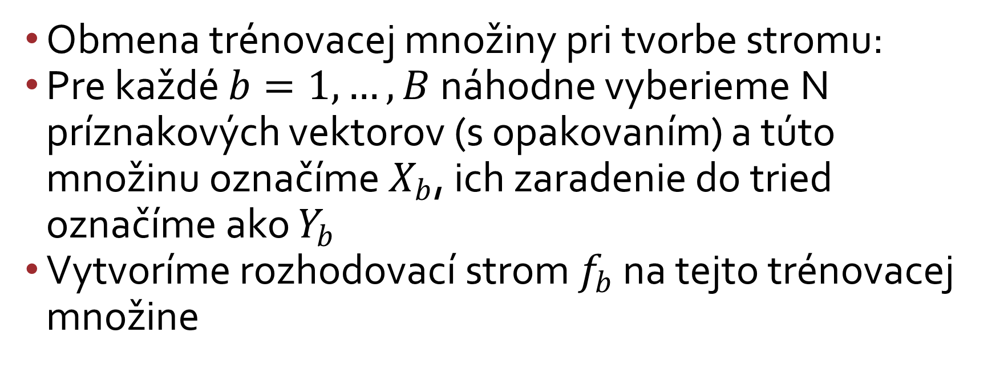 • Obmena trénovacej množiny pri tvorbe stromu:
• Pre každé b = 1, … , B náhodne vyberieme N
príznakových vektorov (s opakovaním) a túto
množinu označíme X_b, ich zaradenie do tried
označíme ako Y_b
• Vytvoríme rozhodovací strom f_b na tejto trénovacej
množine